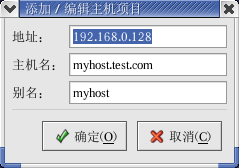 添加 / 编辑主机项目
地址： 192.168.0.128
主机名： myhost.test.com
别名： myhost
确定(O) 取消(C)